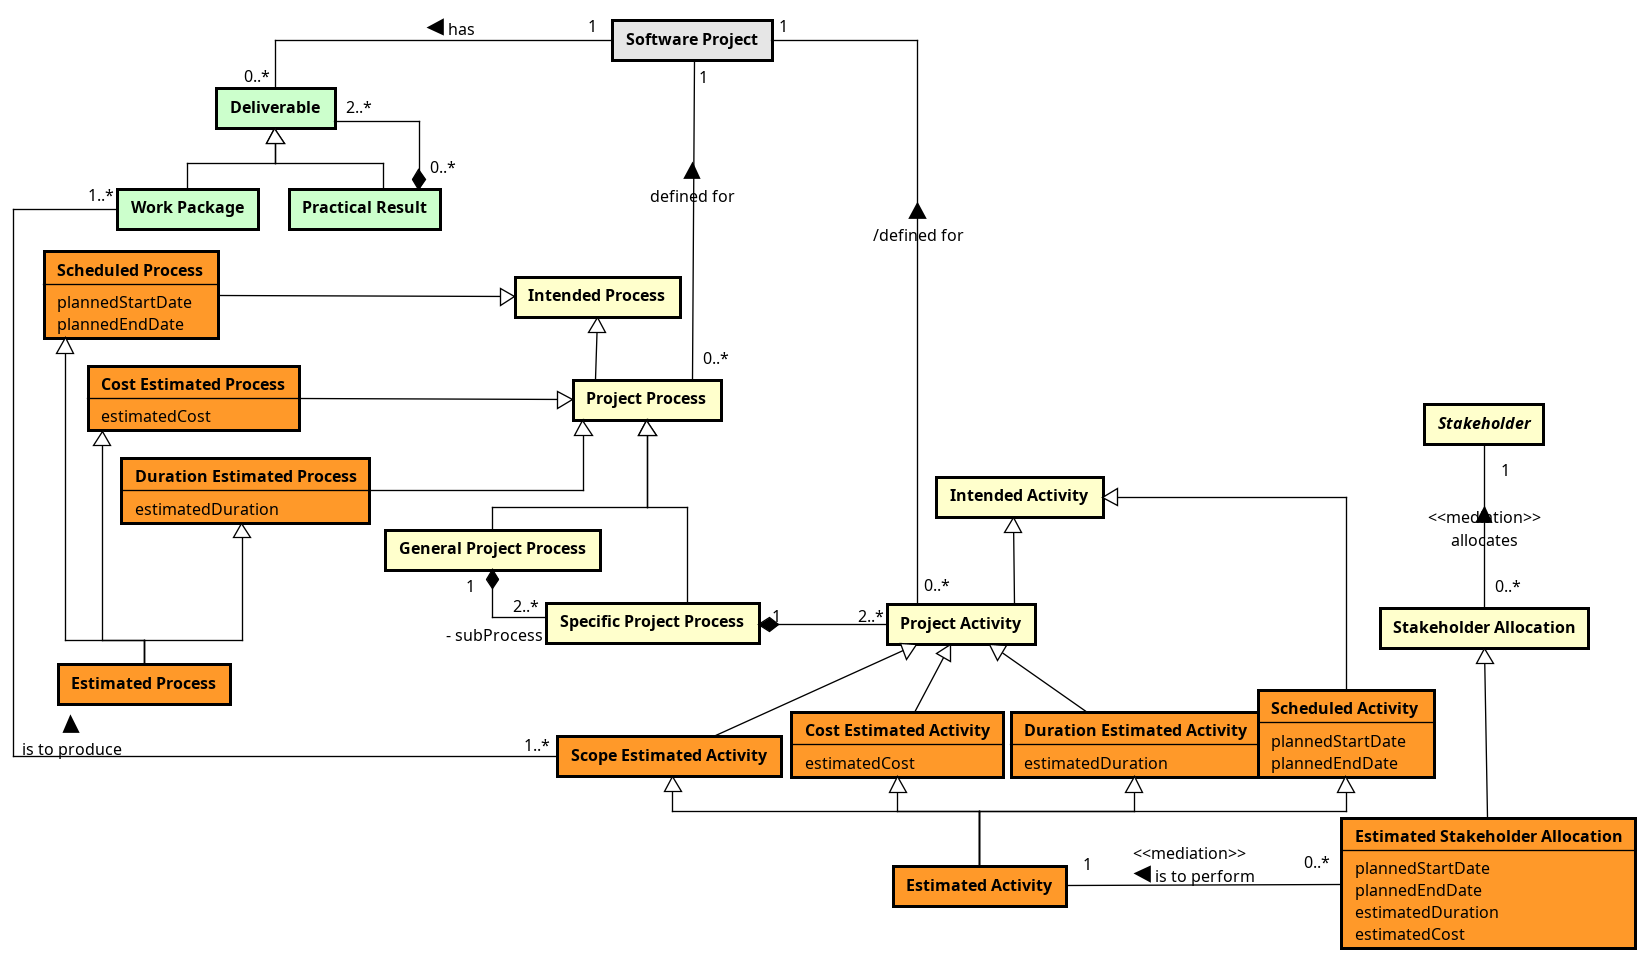 1
1
◀ has
Software Project
0..*
1
Deliverable
2..*
0..*
1..*
defined for
Work Package
Practical Result
/defined for
Scheduled Process
plannedStartDate
plannedEndDate
Intended Process
0..*
Cost Estimated Process
estimatedCost
Project Process
Stakeholder
1
Duration Estimated Process
estimatedDuration
Intended Activity
<<mediation>>
allocates
General Project Process
1
0..*
0..*
2..*
- subProcess
Specific Project Process
1
2..*
Project Activity
Stakeholder Allocation
Estimated Process
is to produce
1..*
Scope Estimated Activity
Cost Estimated Activity
estimatedCost
Duration Estimated Activity
estimatedDuration
Scheduled Activity
plannedStartDate
plannedEndDate
Estimated Activity
1
<<mediation>>
◀ is to perform
0..*
Estimated Stakeholder Allocation
plannedStartDate
plannedEndDate
estimatedDuration
estimatedCost